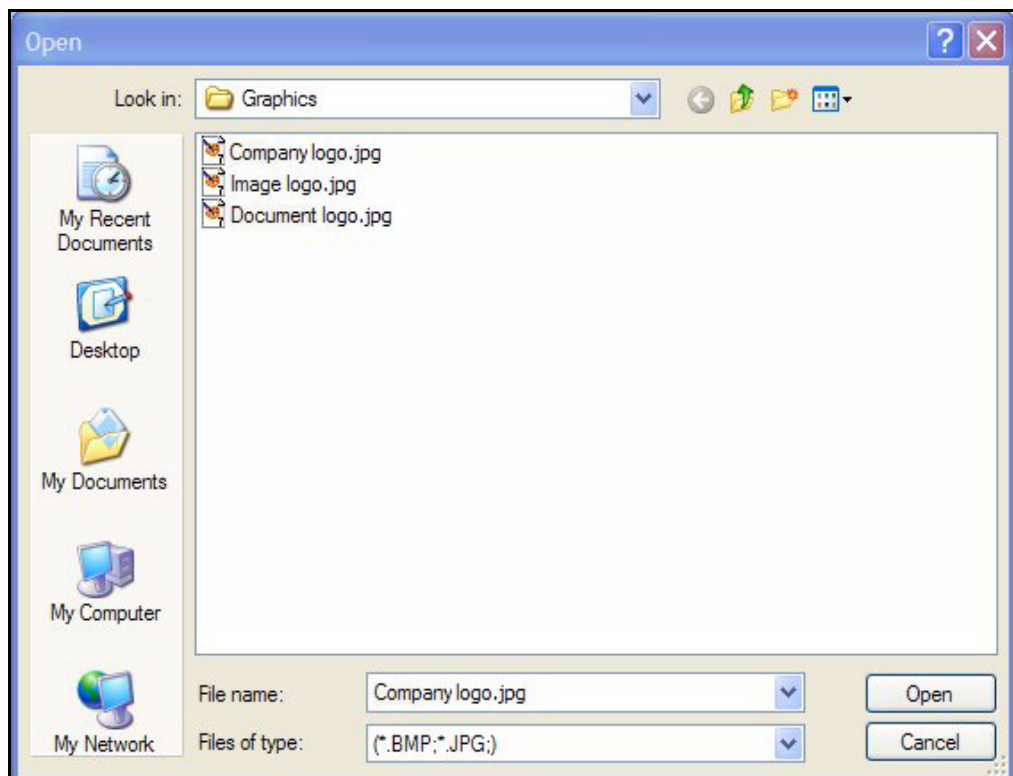 Open
Look in:
Graphics
Company logo.jpg
Image logo.jpg
Document logo.jpg
My Recent
Documents
Desktop
My Documents
My Computer
My Network
File name:
Company logo.jpg
Open
Files of type:
(*.BMP;*.JPG;)
Cancel